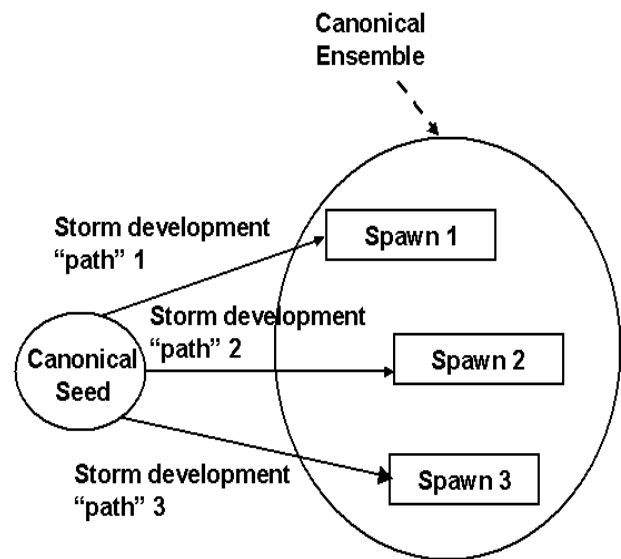 Canonical
Ensemble
Storm development
“path” 1
Spawn 1
Storm development
“path” 2
Canonical
Seed
Spawn 2
Storm development
“path” 3
Spawn 3